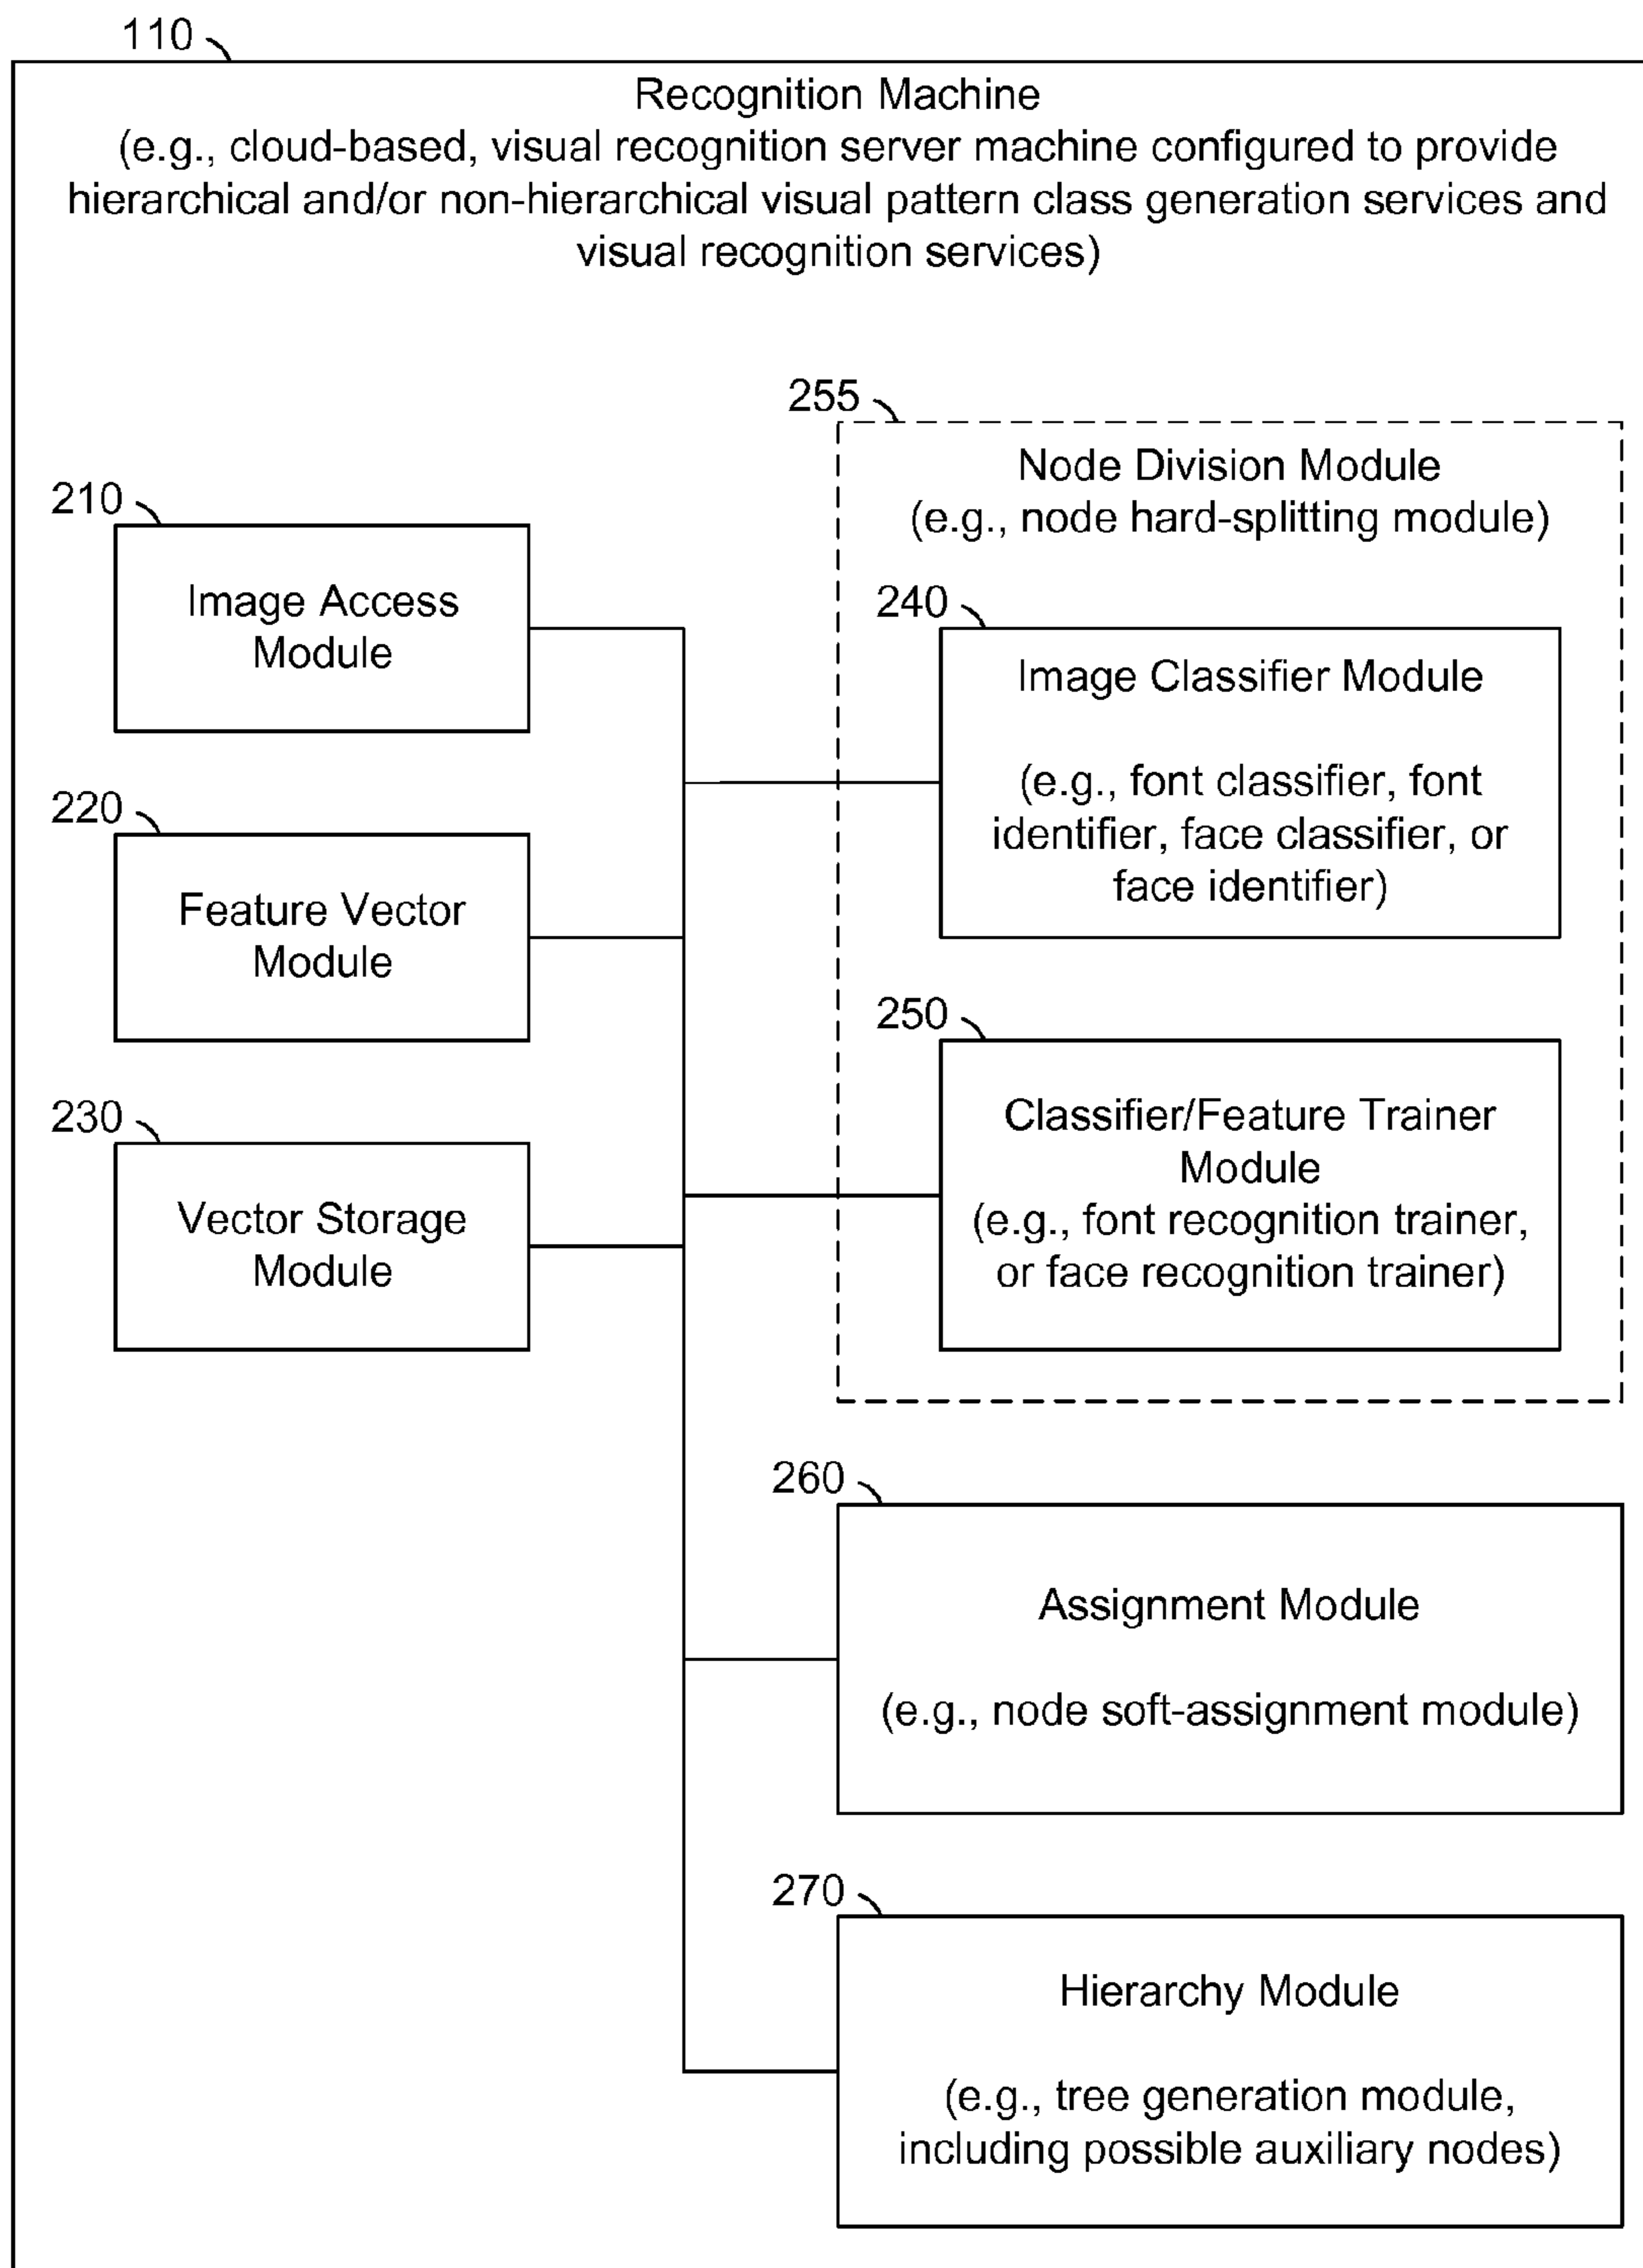 110
Recognition Machine
(e.g., cloud-based, visual recognition server machine configured to provide
hierarchical and/or non-hierarchical visual pattern class generation services and
visual recognition services)
210
Image Access
Module
220
Feature Vector
Module
230
Vector Storage
Module
255
Node Division Module
(e.g., node hard-splitting module)
240
Image Classifier Module
(e.g., font classifier, font
identifier, face classifier, or
face identifier)
250
Classifier/Feature Trainer
Module
(e.g., font recognition trainer,
or face recognition trainer)
260
Assignment Module
(e.g., node soft-assignment module)
270
Hierarchy Module
(e.g., tree generation module,
including possible auxiliary nodes)